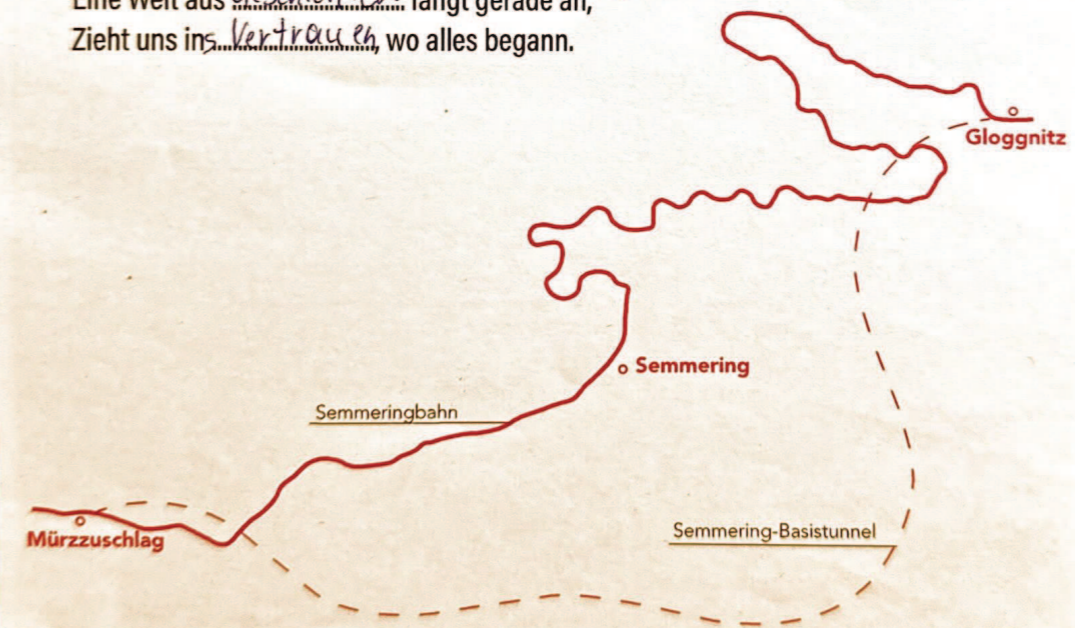 Eine Welt aus fängt gerade an,
Zieht uns ins Vertrauen, wo alles begann.
Gloggnitz
Semmering
Semmeringbahn
Semmering-Basistunnel
Mürzzuschlag